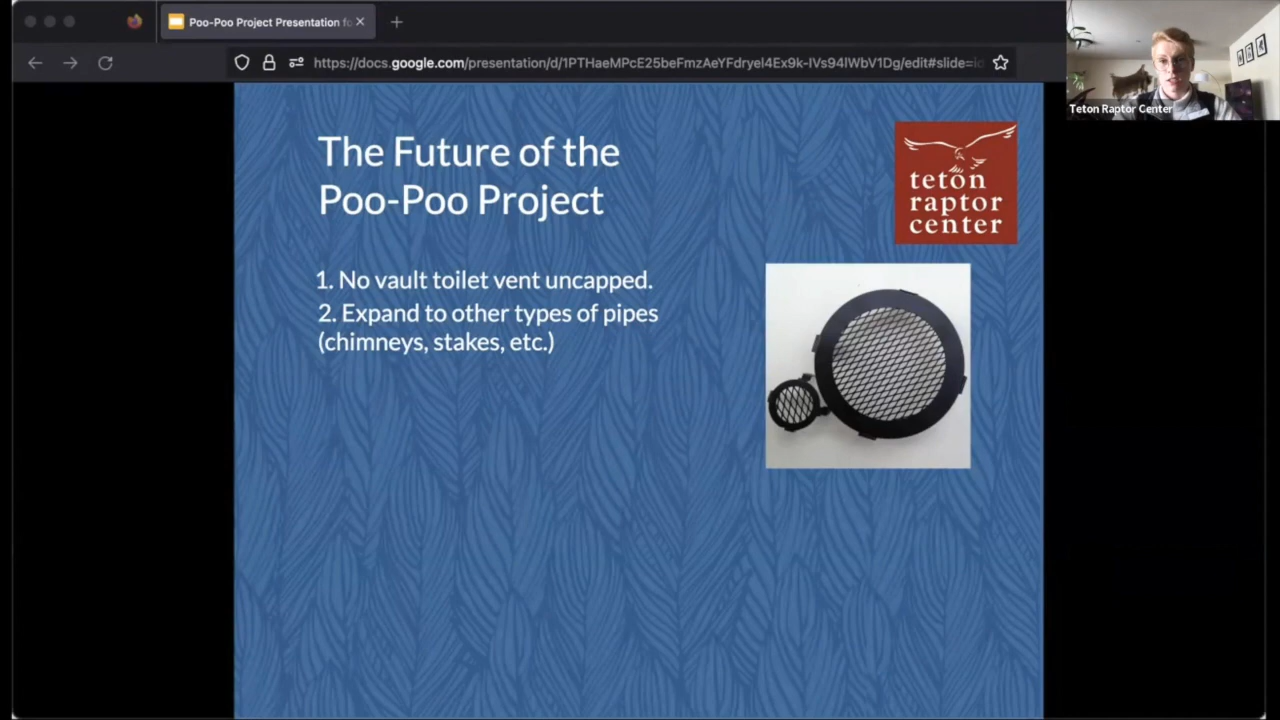 Poo-Poo Project Presentation fo
https://docs.google.com/presentation/d/1PTHaeMPcE25beFmzAeYFdryel4Ex9k-IVs94lWbV1Dg/edit#slide=i
Teton Raptor Center
The Future of the
Poo-Poo Project
teton
raptor
center
1. No vault toilet vent uncapped.
2. Expand to other types of pipes
(chimneys, stakes, etc.)